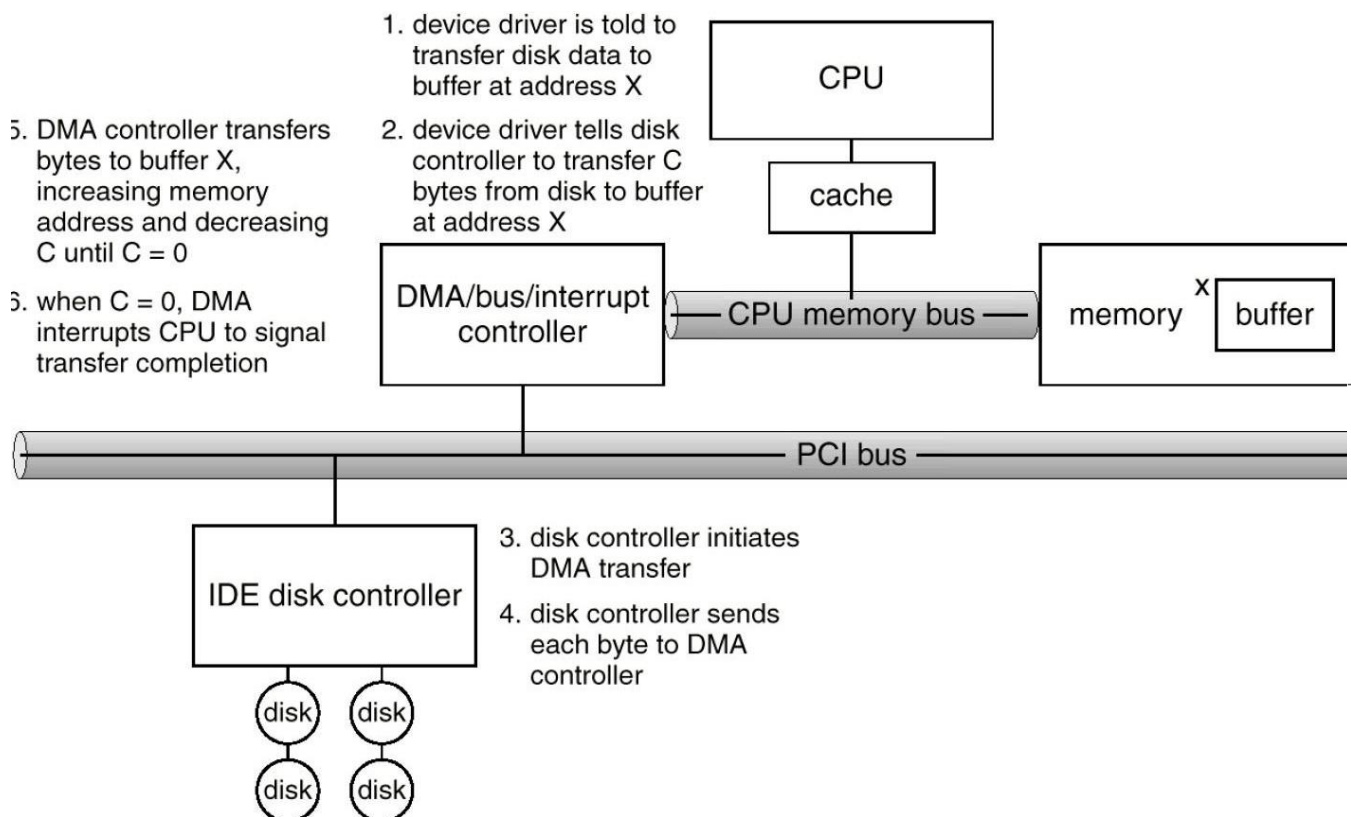 1. device driver is told to
transfer disk data to
buffer at address X
2. device driver tells disk
controller to transfer C
bytes from disk to buffer
at address X
5. DMA controller transfers
bytes to buffer X,
increasing memory
address and decreasing
C until C = 0
6. when C = 0, DMA
interrupts CPU to signal
transfer completion
CPU
cache
DMA/bus/interrupt
controller
CPU memory bus
memory
X
buffer
PCI bus
IDE disk controller
3. disk controller initiates
DMA transfer
4. disk controller sends
each byte to DMA
controller
disk
disk
disk
disk